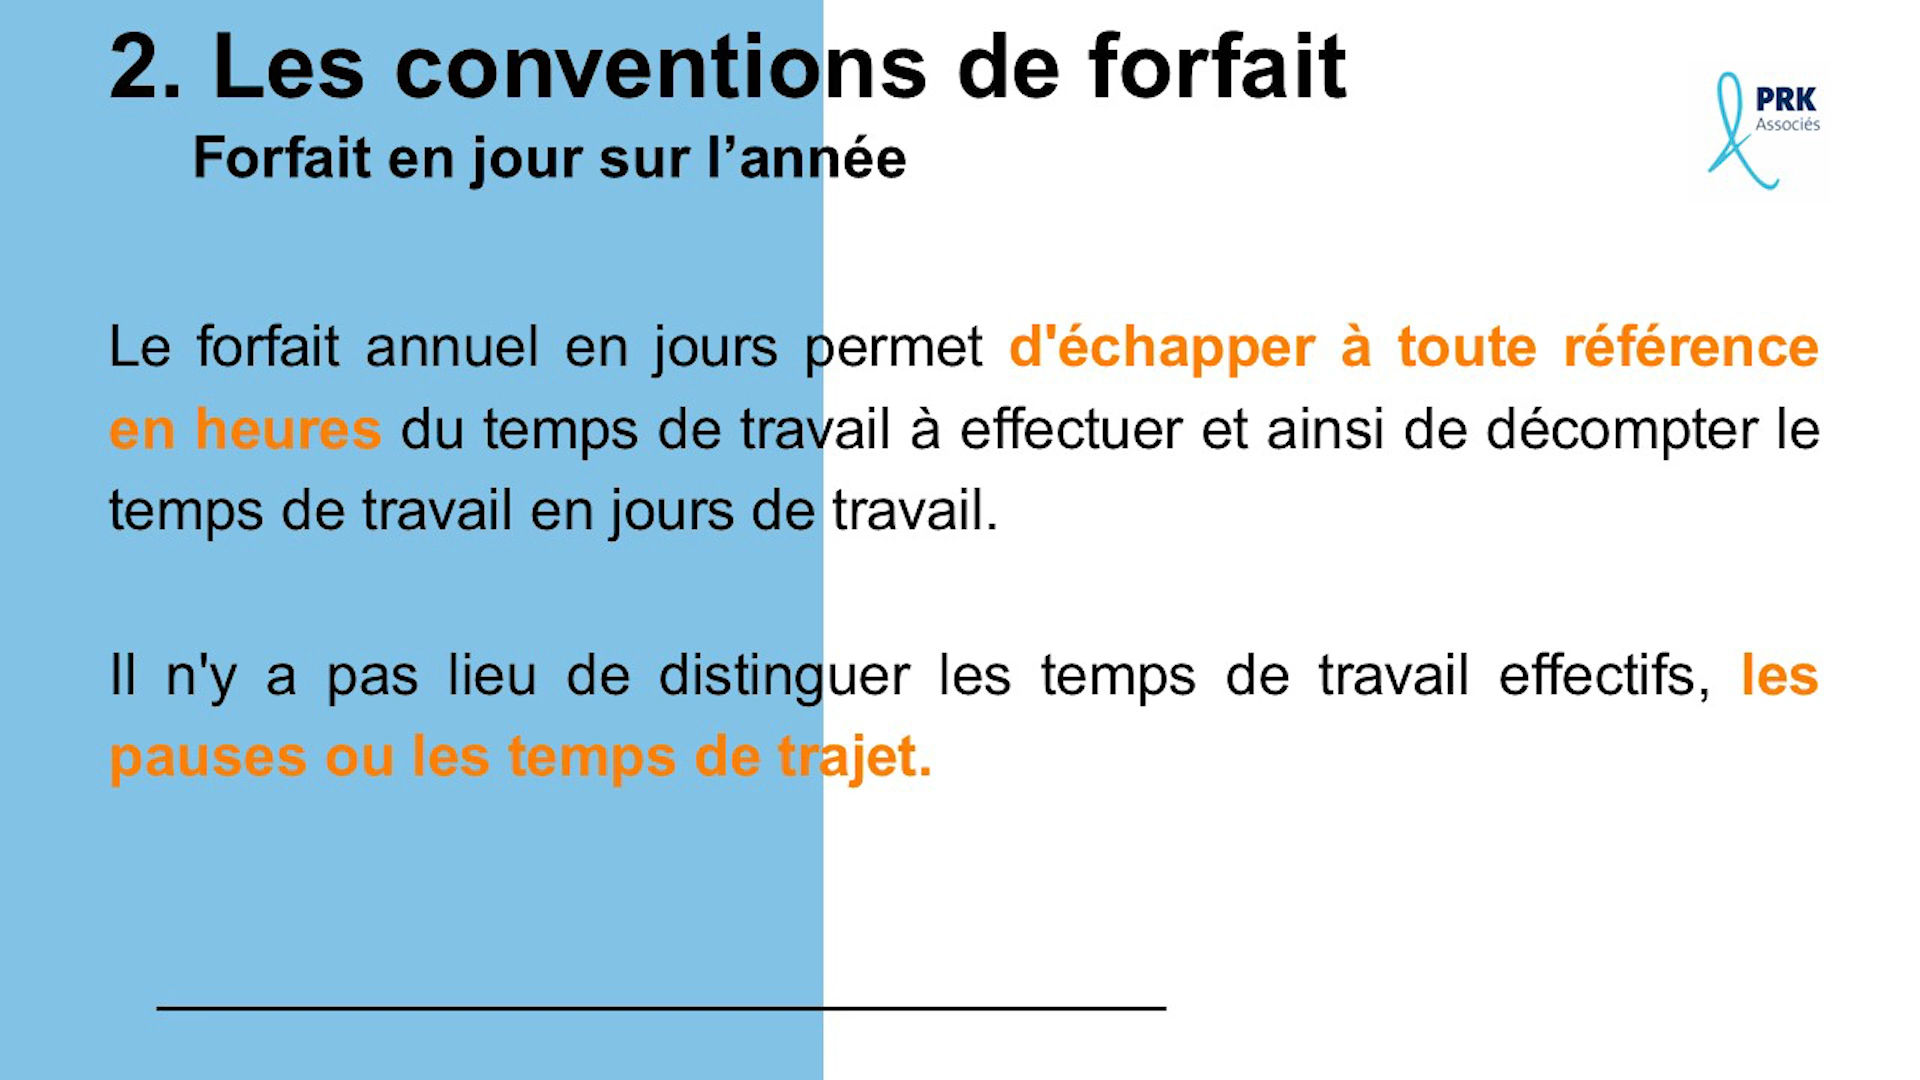 2. Les conventions de forfait
Forfait en jour sur l’année
PRK
Associés
Le forfait annuel en jours permet d'échapper à toute référence
en heures du temps de travail à effectuer et ainsi de décompter le
temps de travail en jours de travail.
Il n'y a pas lieu de distinguer les temps de travail effectifs, les
pauses ou les temps de trajet.